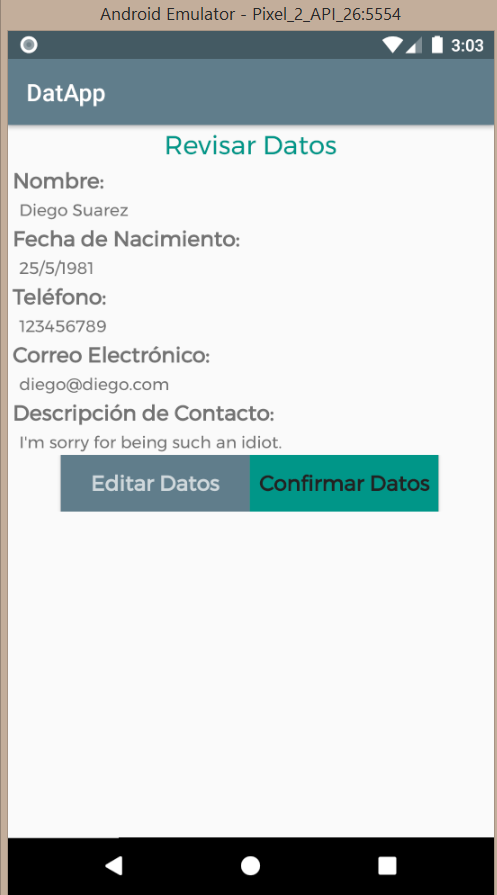 Android Emulator - Pixel_2_API_26:5554
3:03
DatApp
Revisar Datos
Nombre:
Diego Suarez
Fecha de Nacimiento:
25/5/1981
Teléfono:
123456789
Correo Electrónico:
diego@diego.com
Descripción de Contacto:
I'm sorry for being such an idiot.
Editar Datos Confirmar Datos